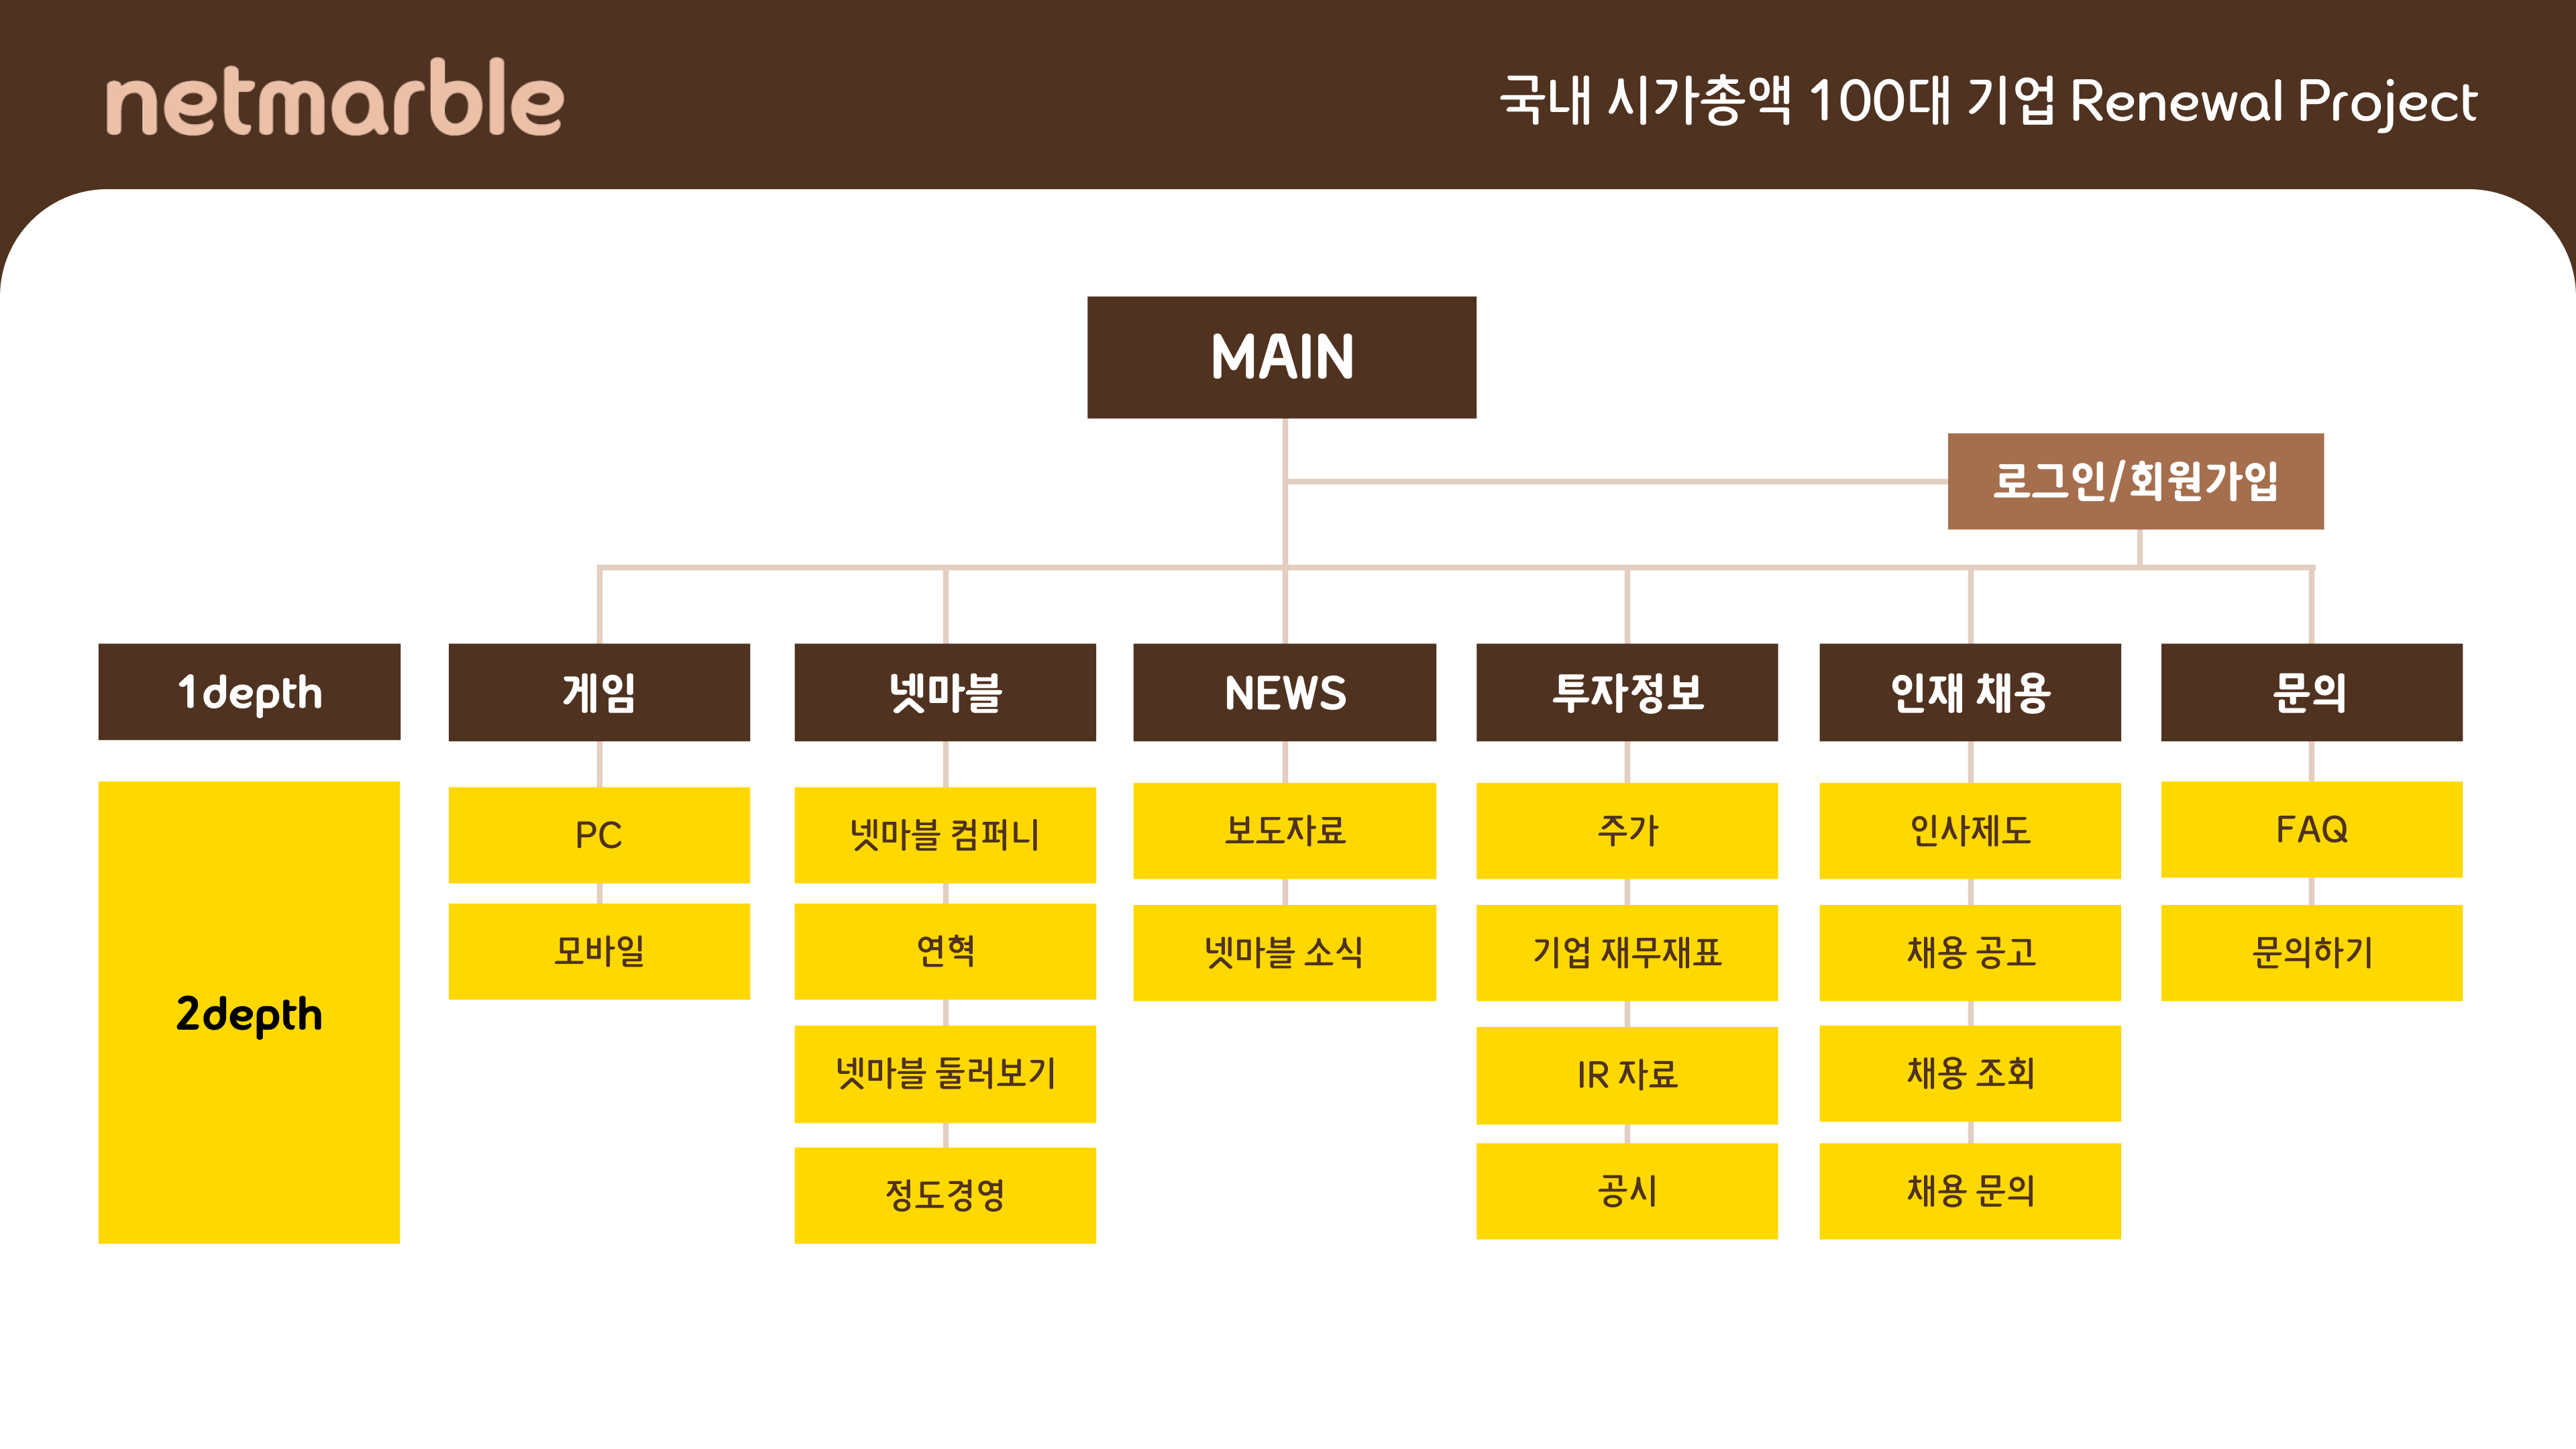 netmarble
국내 시가총액 100대 기업 Renewal Project
MAIN
로그인/회원가입
1depth
게임
넷마블
NEWS
투자정보
인재 채용
문의
2depth
PC
모바일
넷마블 컴퍼니
연혁
넷마블 둘러보기
정도경영
보도자료
넷마블 소식
주가
기업 재무재표
IR 자료
공시
인사제도
채용 공고
채용 조회
채용 문의
FAQ
문의하기